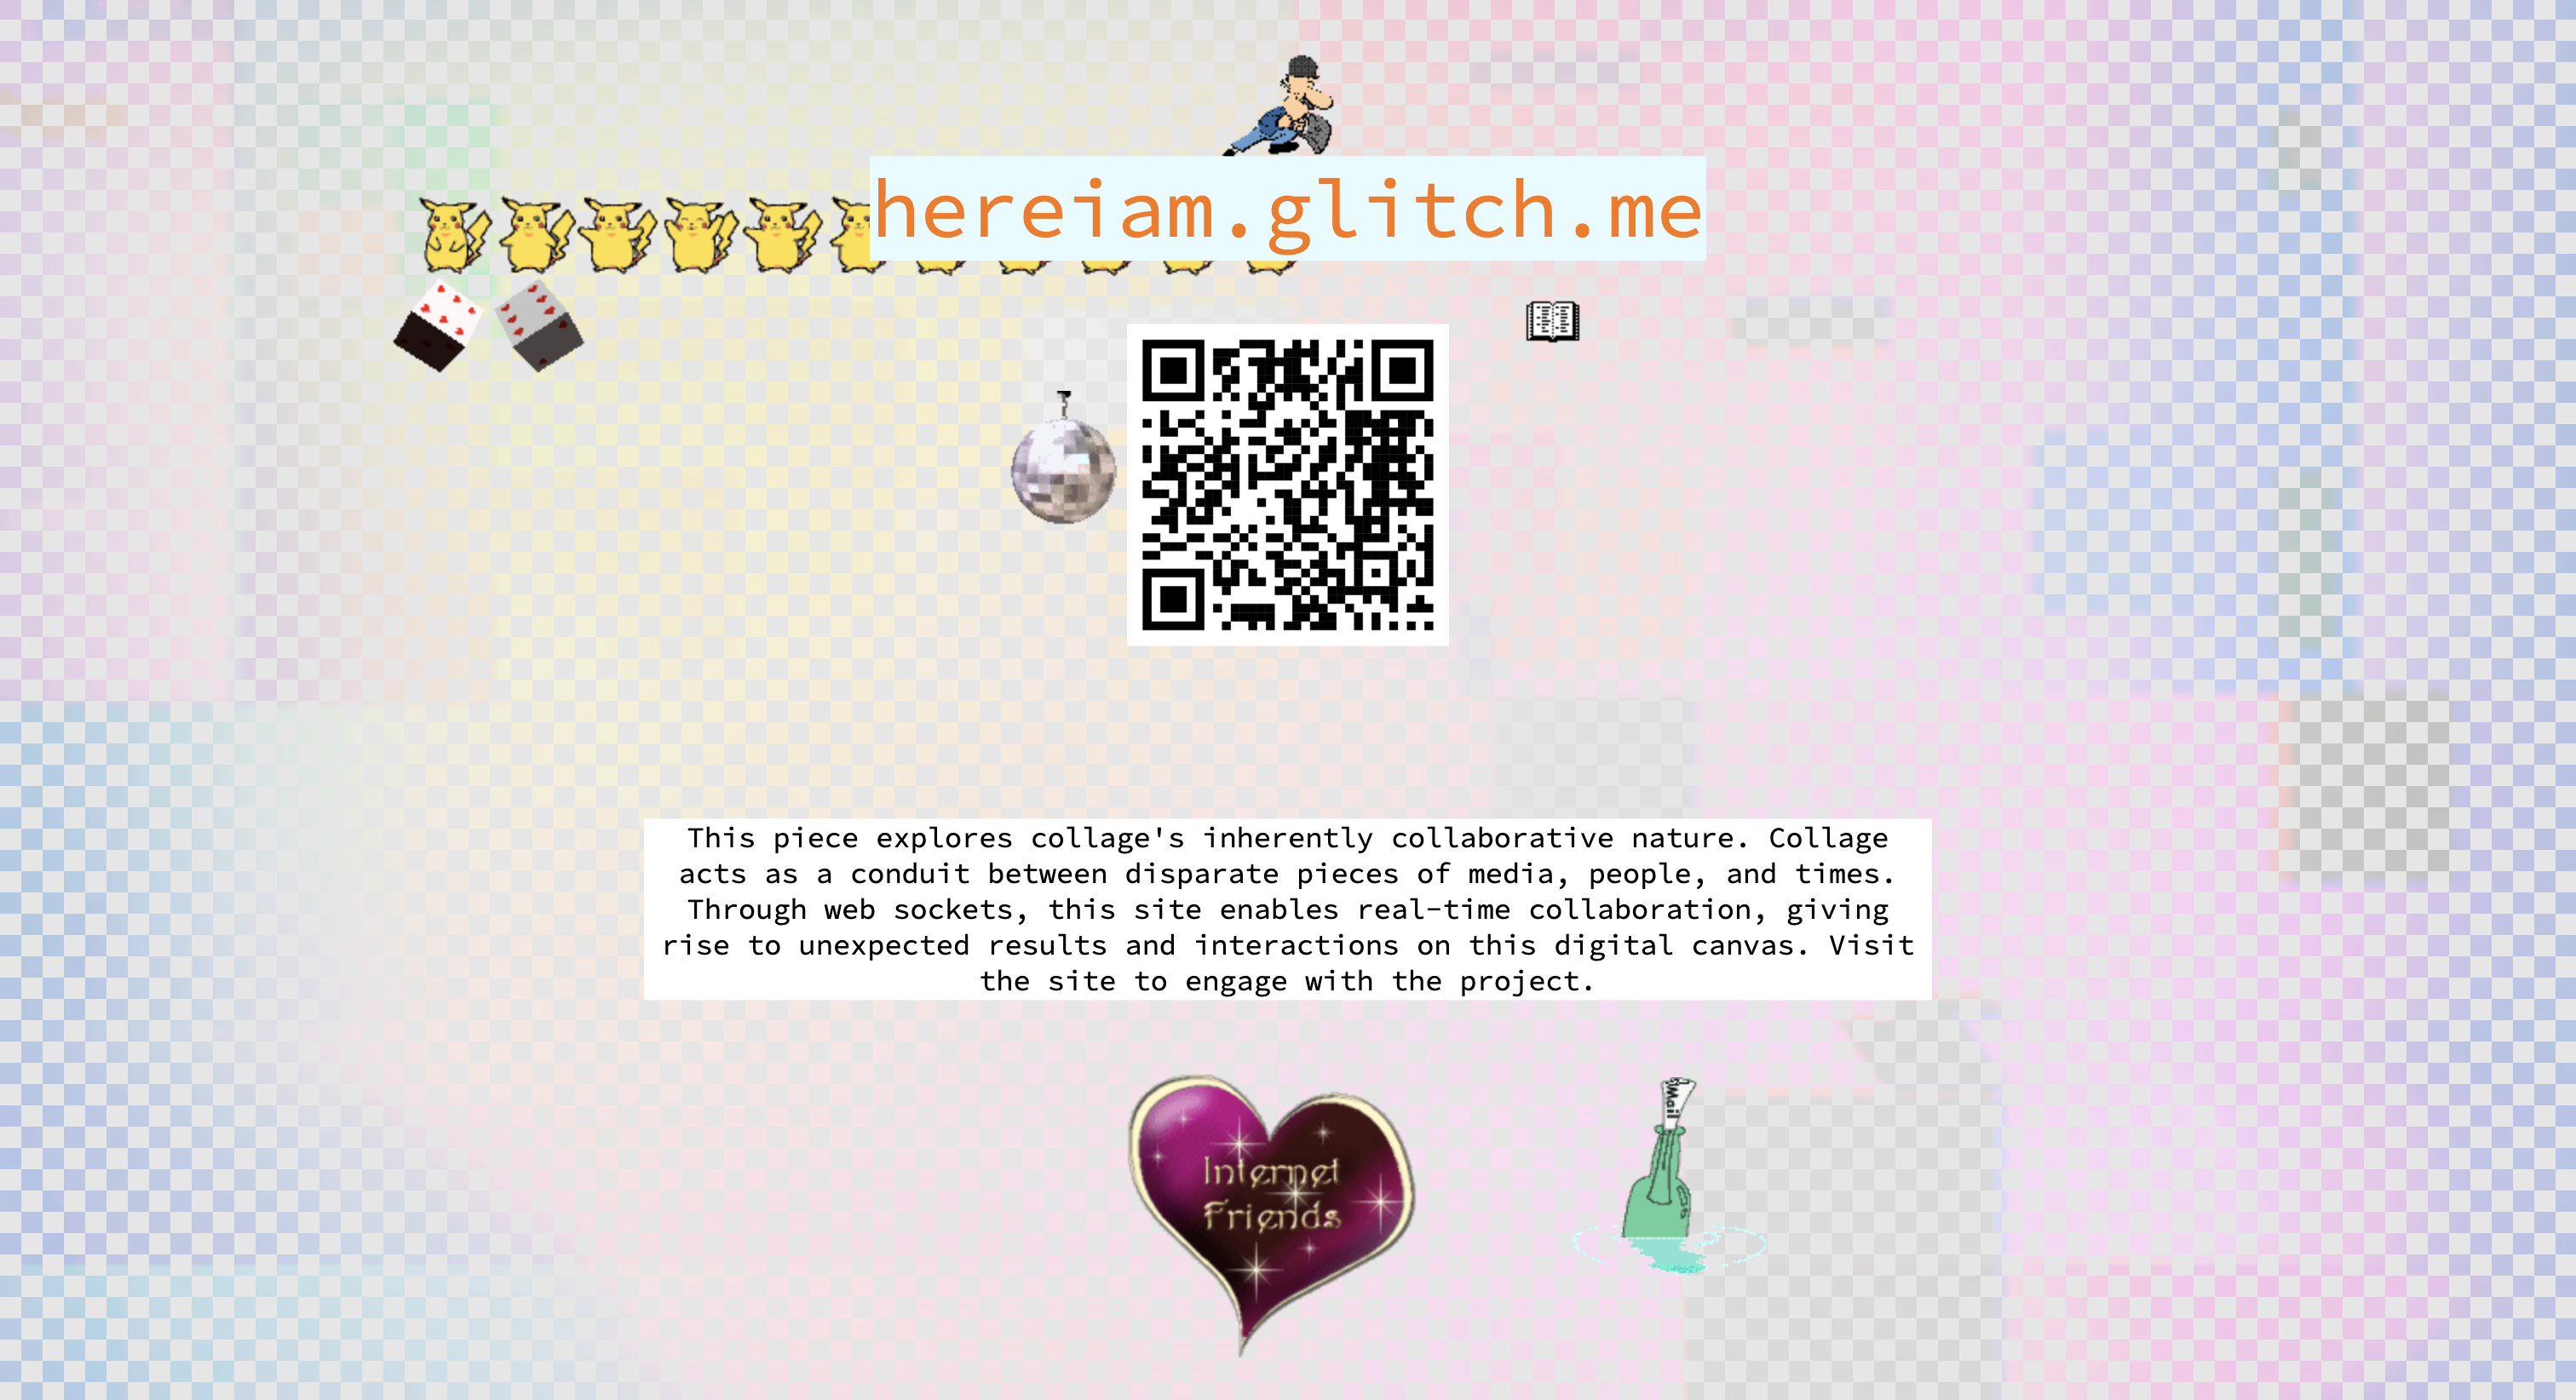 hereiam.glitch.me
This piece explores collage's inherently collaborative nature. Collage
acts as a conduit between disparate pieces of media, people, and times.
Through web sockets, this site enables real-time collaboration, giving
rise to unexpected results and interactions on this digital canvas. Visit
the site to engage with the project.
Internet
Friends
Mail